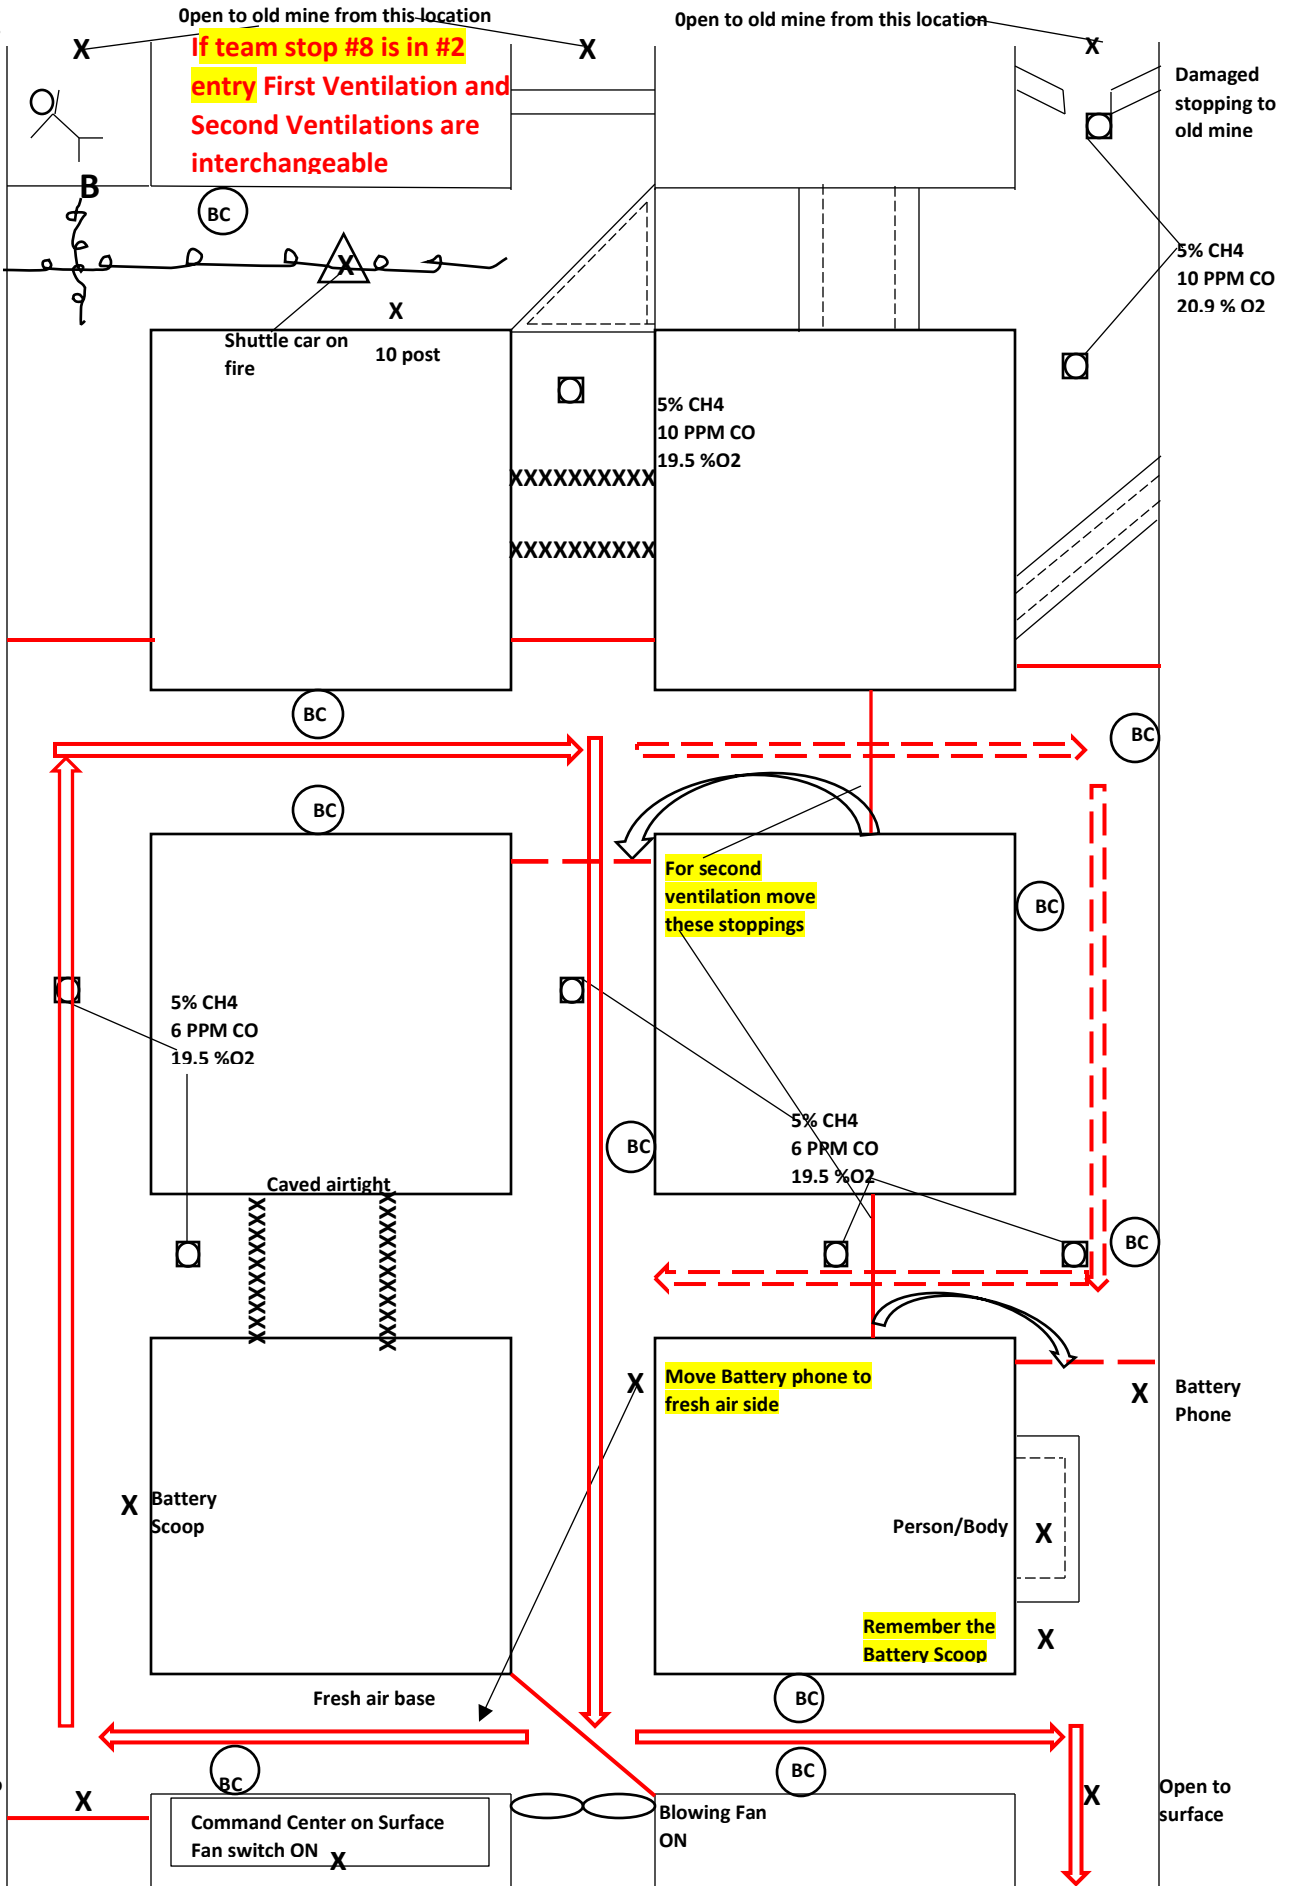 0pen to old mine from this location
0pen to old mine from this location
X
X
X
If team stop #8 is in #2
entry First Ventilation and
Second Ventilations are
interchangeable
Damaged
stopping to
old mine
B
BC
5% CH4
10 PPM CO
20.9 % O2
X
X
Shuttle car on
fire
10 post
5% CH4
10 PPM CO
19.5 %O2
XXXXXXXXXX
XXXXXXXXXX
BC
BC
BC
For second
ventilation move
these stoppings
BC
5% CH4
6 PPM CO
19.5 %O2
5% CH4
6 PPM CO
19.5 %O2
BC
Caved airtight
XXXXXXXXXXX
XXXXXXXXXXX
BC
X
Move Battery phone to
fresh air side
X
Battery
Phone
X
Battery
Scoop
Person/Body
X
Remember the
Battery Scoop
X
Fresh air base
BC
BC
BC
X
X
Open to
surface
Command Center on Surface
Fan switch ON
X
Blowing Fan
ON